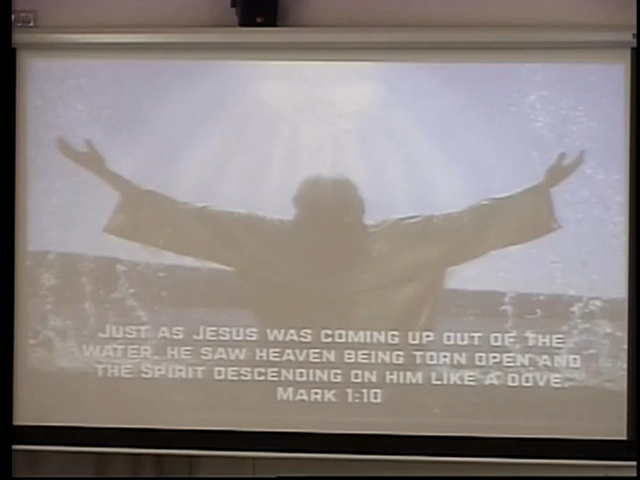 Just as Jesus was coming up out of the
water, he saw heaven being torn open and
the Spirit descending on him like a dove.
Mark 1:10